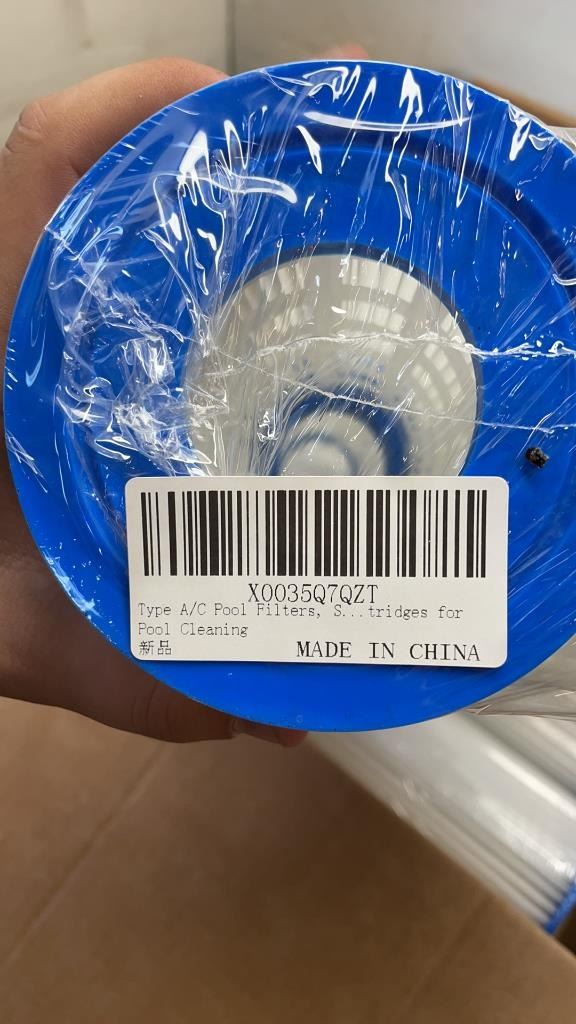 X0035Q7QZT
Type A/C Pool Filters, S...tridges for
Pool Cleaning
新品
MADE IN CHINA